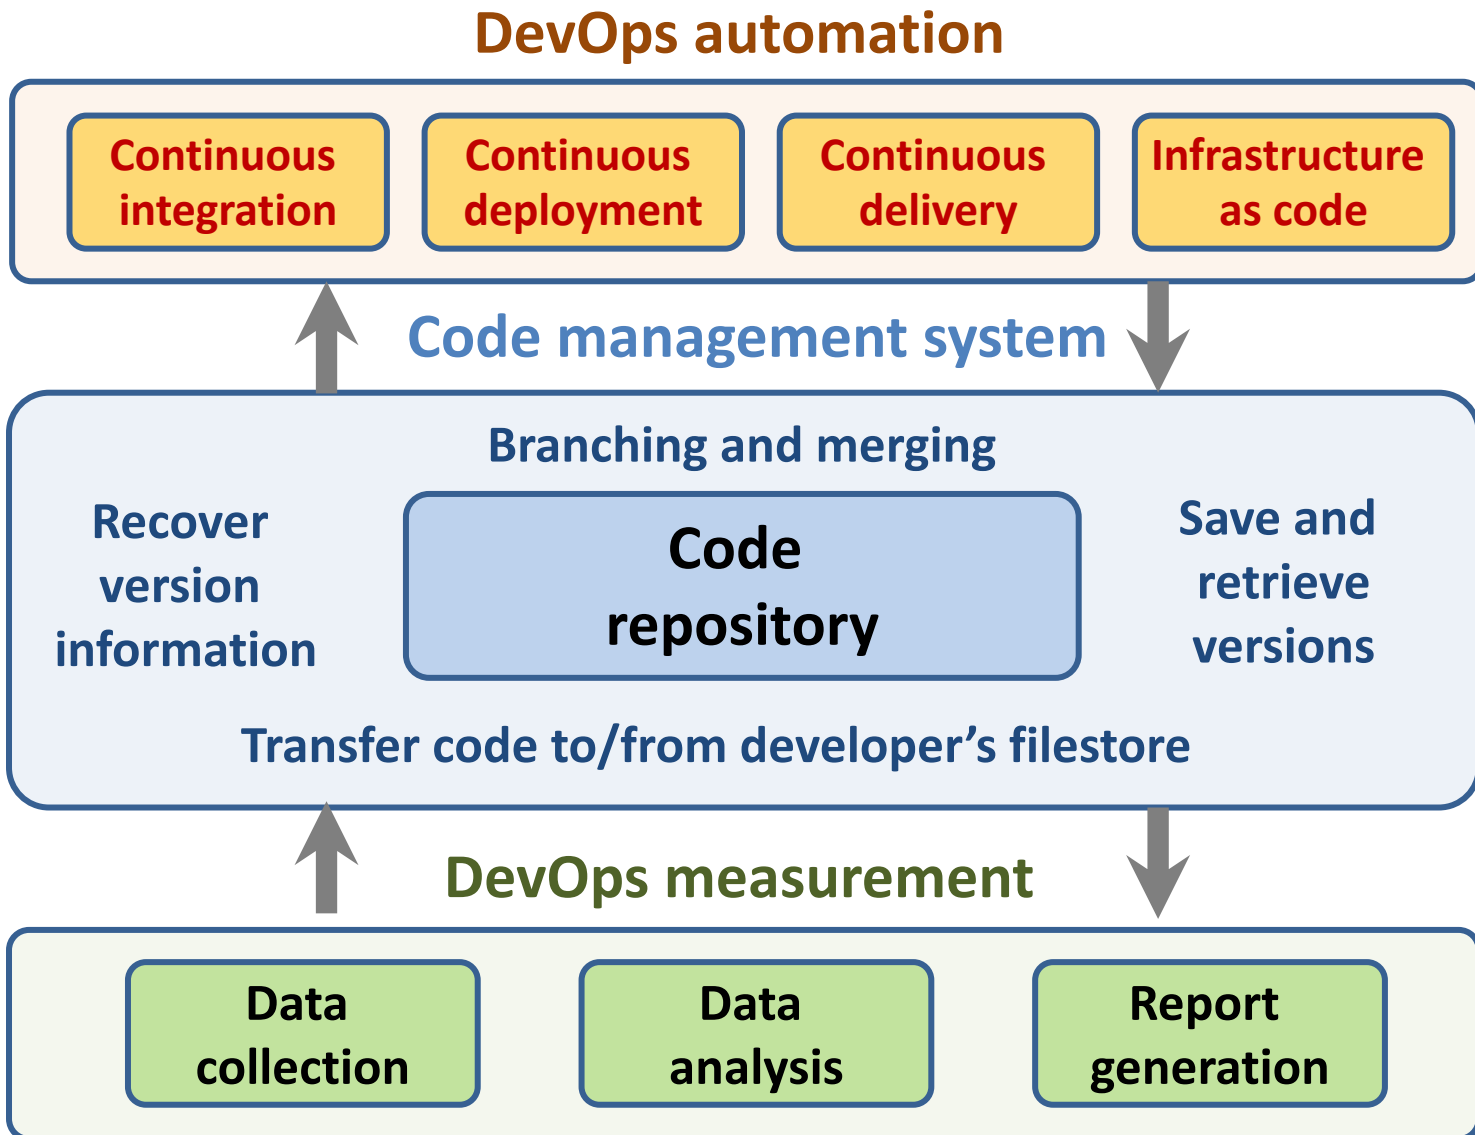 DevOps automation
Continuous
integration
Continuous
deployment
Continuous
delivery
Infrastructure
as code
Code management system
Branching and merging
Recover
version
information
Code
repository
Save and
retrieve
versions
Transfer code to/from developer’s filestore
DevOps measurement
Data
collection
Data
analysis
Report
generation